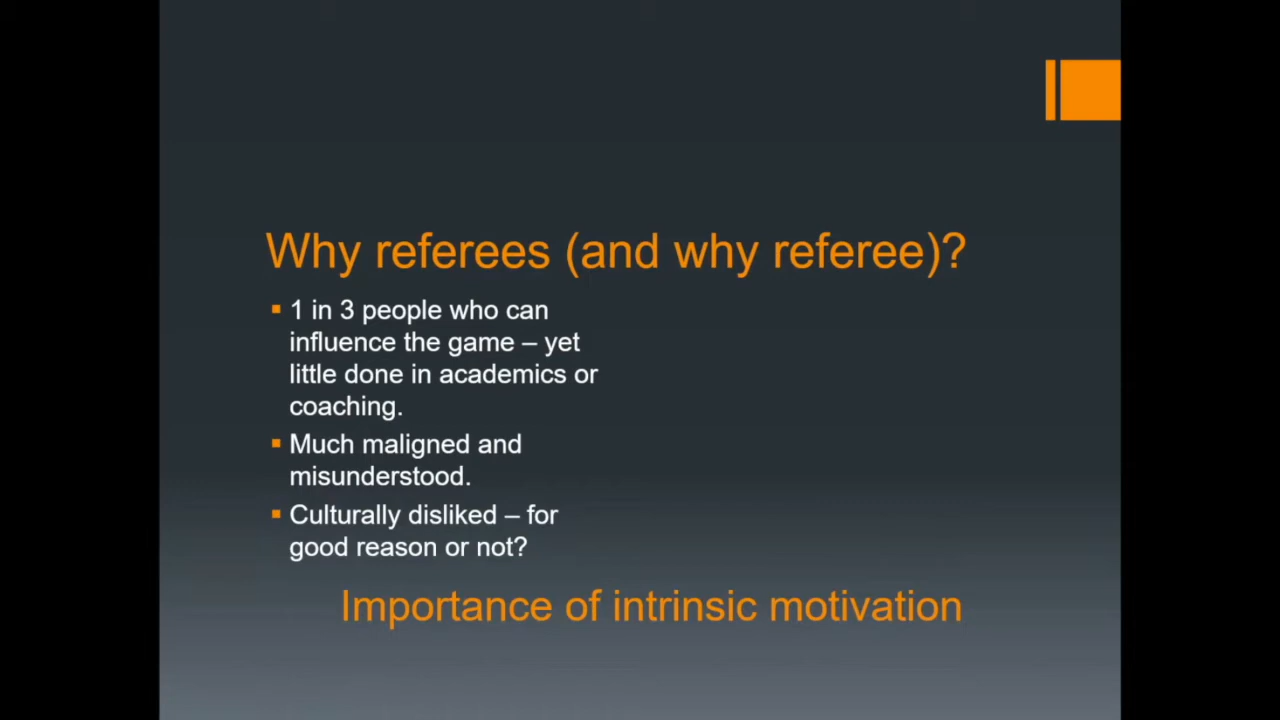 Why referees (and why referee)?
▪ 1 in 3 people who can
influence the game – yet
little done in academics or
coaching.
▪ Much maligned and
misunderstood.
▪ Culturally disliked – for
good reason or not?
Importance of intrinsic motivation